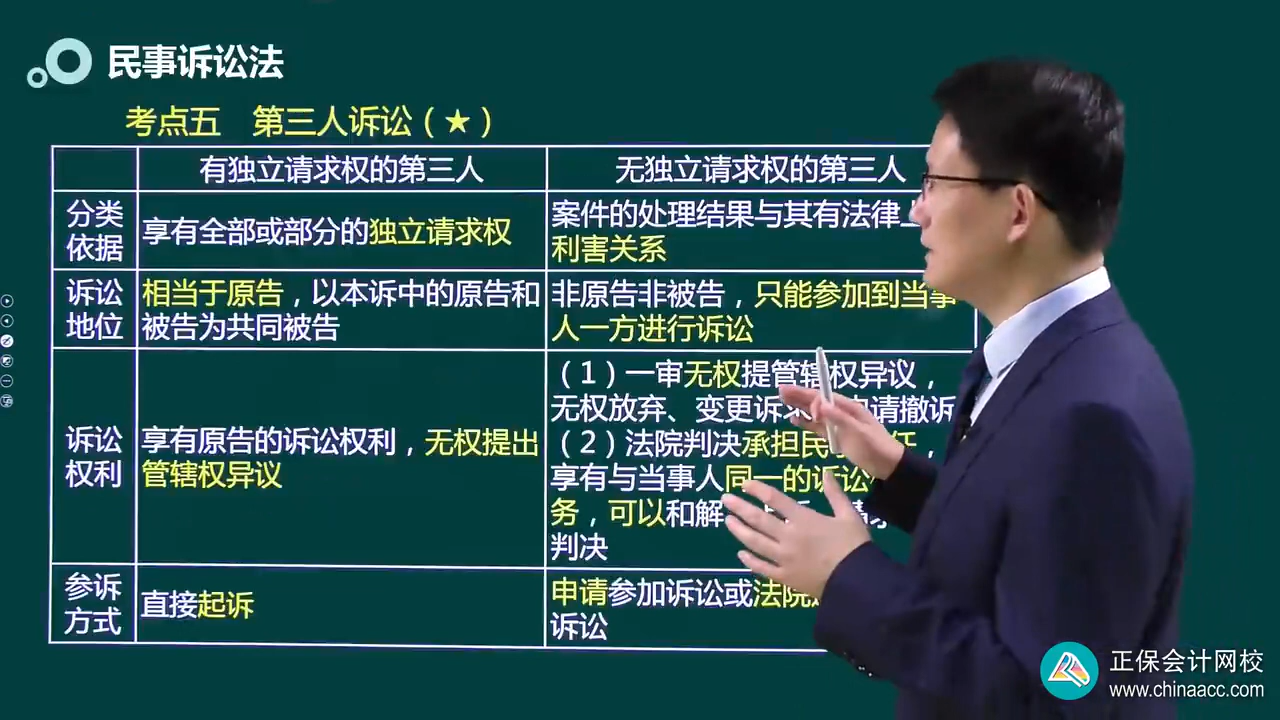 民事诉讼法
考点五 第三人诉讼（★）
有独立请求权的第三人
无独立请求权的第三人
分类
依据
享有全部或部分的独立请求权
案件的处理结果与其有法律上
利害关系
诉讼
地位
相当于原告，以本诉中的原告和
被告为共同被告
非原告非被告，只能参加到当事
人一方进行诉讼
诉讼
权利
享有原告的诉讼权利，无权提出
管辖权异议
（1）一审无权提管辖权异议，
无权放弃、变更诉 申请撤诉
（2）法院判决承担民 任，
享有与当事人同一的诉讼
务，可以和解
判决
参诉
方式
直接起诉
申请参加诉讼或法院
诉讼
正保会计网校
www.chinaacc.com